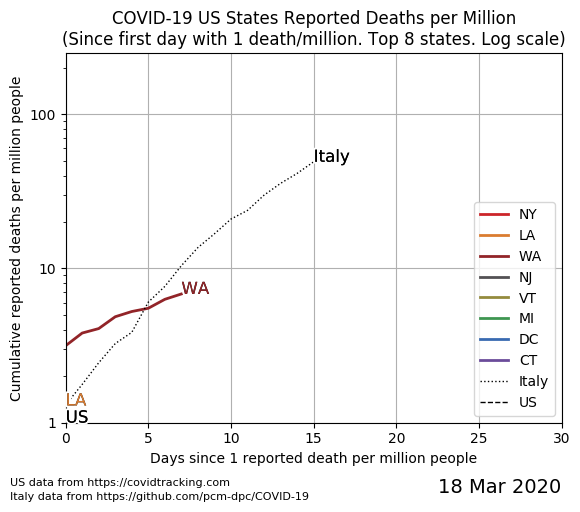 COVID-19 US States Reported Deaths per Million
(Since first day with 1 death/million. Top 8 states. Log scale)
Cumulative reported deaths per million people
100
10
1
Italy
WA
LA
US
NY
LA
WA
NJ
VT
MI
DC
CT
Italy
US
0 5 10 15 20 25 30
Days since 1 reported death per million people
US data from https://covidtracking.com
Italy data from https://github.com/pcm-dpc/COVID-19
18 Mar 2020